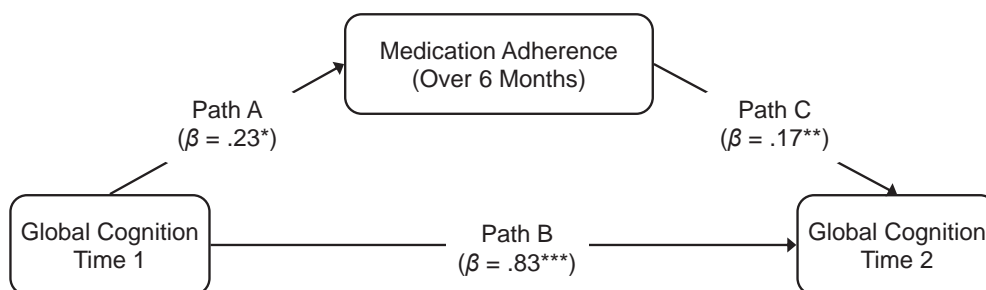 Medication Adherence
(Over 6 Months)
Path A
(β = .23*)
Path C
(β = .17**)
Global Cognition
Time 1
Path B
(β = .83***)
Global Cognition
Time 2